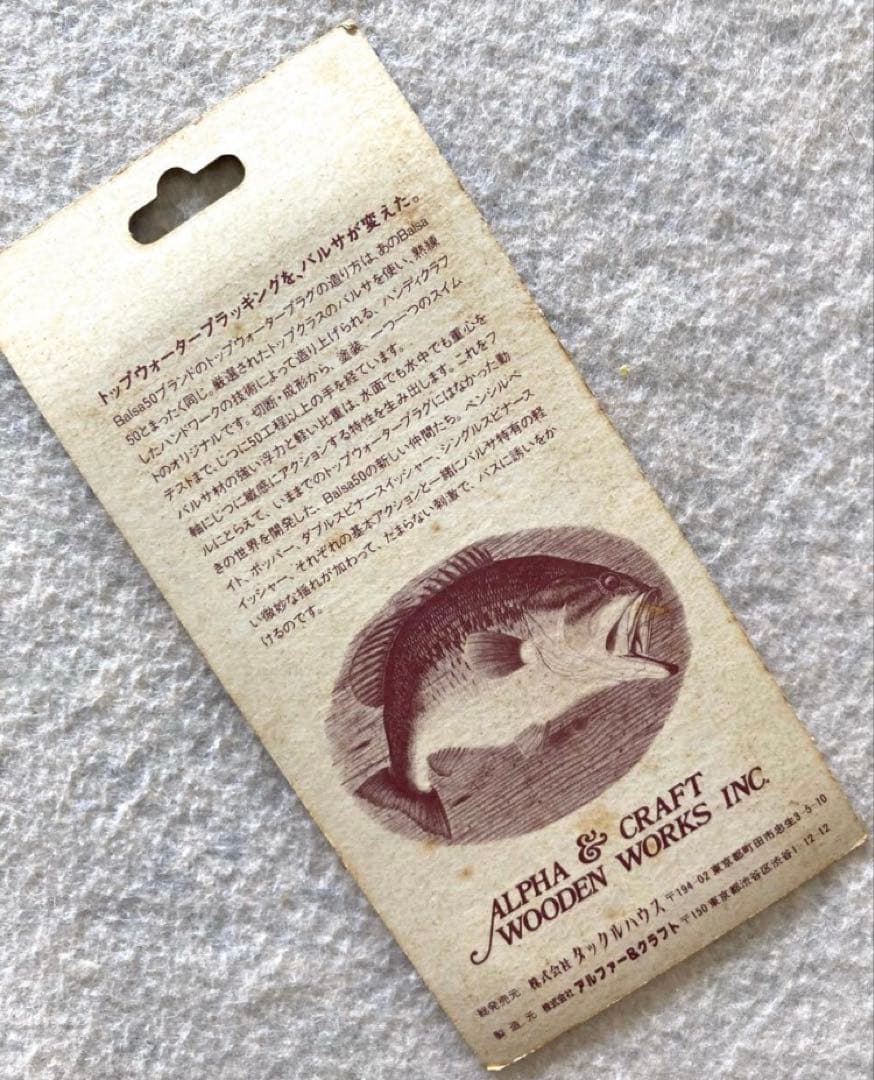 トップウォータープラッギングを、バルサが変えた。
Balsa50ブランドのトップウォータープラグの造り方は、あのBalsa
50とまったく同じ。厳選されたトップクラスのバルサを使い、熟練
したハンドワークの技術によって造り上げられる、ハンディクラフ
トのオリジナルです。切断・成形から、塗装、一つ一つのスイム
テストまで、じつに50工程以上の手を経ています。
バルサ材の強い浮力と軽い比重は、水面でも水中でも重心を
軸にじつに敏感にアクションする特性を生み出します。これをフ
ルにとらえて、いままでのトップウォータープラグにはなかった動
きの世界を開発した、Balsa50の新しい仲間たち。ペンシルベ
イト、ポッパー、ダブルスピナースイッシャー、シングルスピナース
イッシャー、それぞれの基本アクションと一緒にバルサ特有の軽
い微妙な揺れが加わって、たまらない刺激で、バスに誘いをか
けるのです。
ALPHA & CRAFT
WOODEN WORKS INC.
総発売元 株式会社 タックルハウス 〒194-02 東京都町田市忠生3-5-10
製造元 株式会社 アルファー&クラフト 〒150 東京都渋谷区渋谷1-12-12